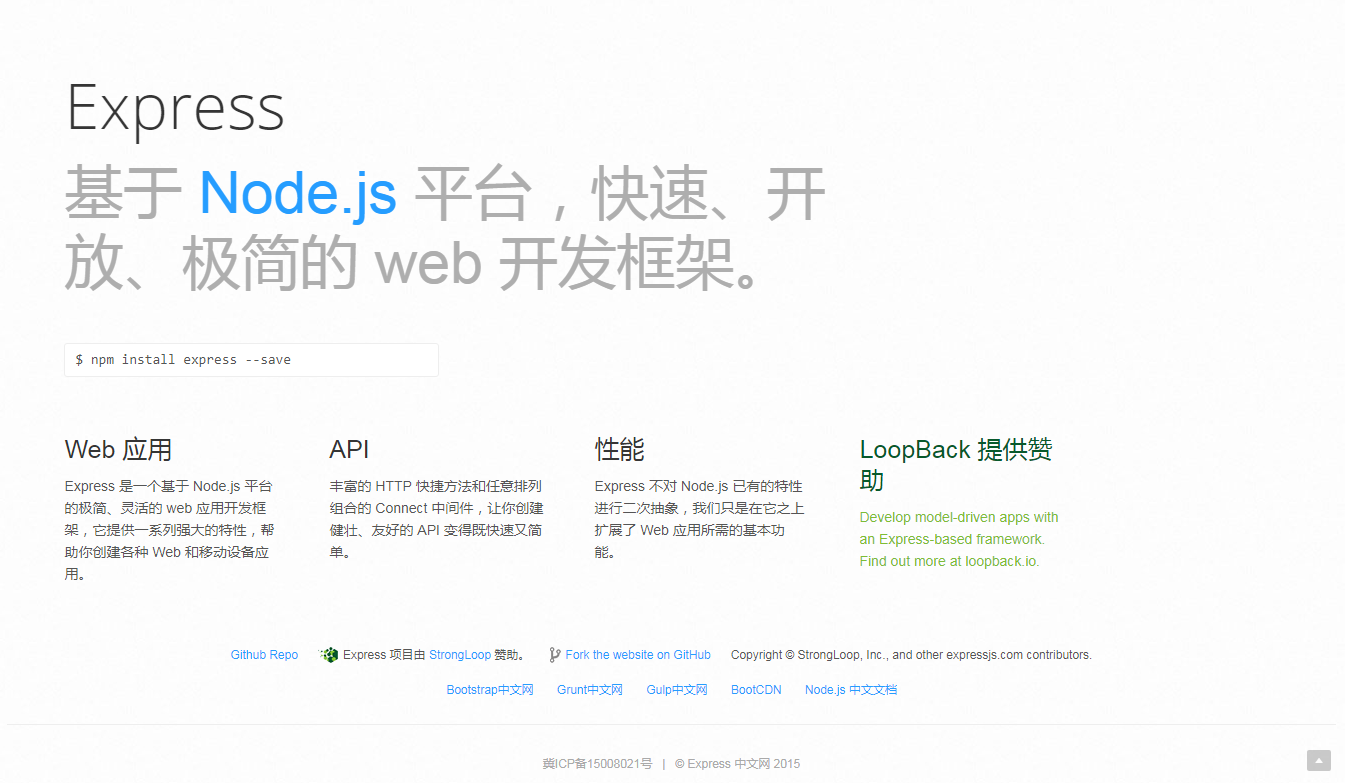 Express
基于 Node.js 平台，快速、开
放、极简的 web 开发框架。
$ npm install express --save
Web 应用
Express 是一个基于 Node.js 平台
的极简、灵活的 web 应用开发框
架，它提供一系列强大的特性，帮
助你创建各种 Web 和移动设备应
用。
API
丰富的 HTTP 快捷方法和任意排列
组合的 Connect 中间件，让你创建
健壮、友好的 API 变得既快速又简
单。
性能
Express 不对 Node.js 已有的特性
进行二次抽象，我们只是在它之上
扩展了 Web 应用所需的基本功
能。
LoopBack 提供赞
助
Develop model-driven apps with
an Express-based framework.
Find out more at loopback.io.
Github Repo Express 项目由 StrongLoop 赞助。 Fork the website on GitHub Copyright © StrongLoop, Inc., and other expressjs.com contributors.
Bootstrap中文网 Grunt中文网 Gulp中文网 BootCDN Node.js 中文文档
冀ICP备15008021号 | © Express 中文网 2015